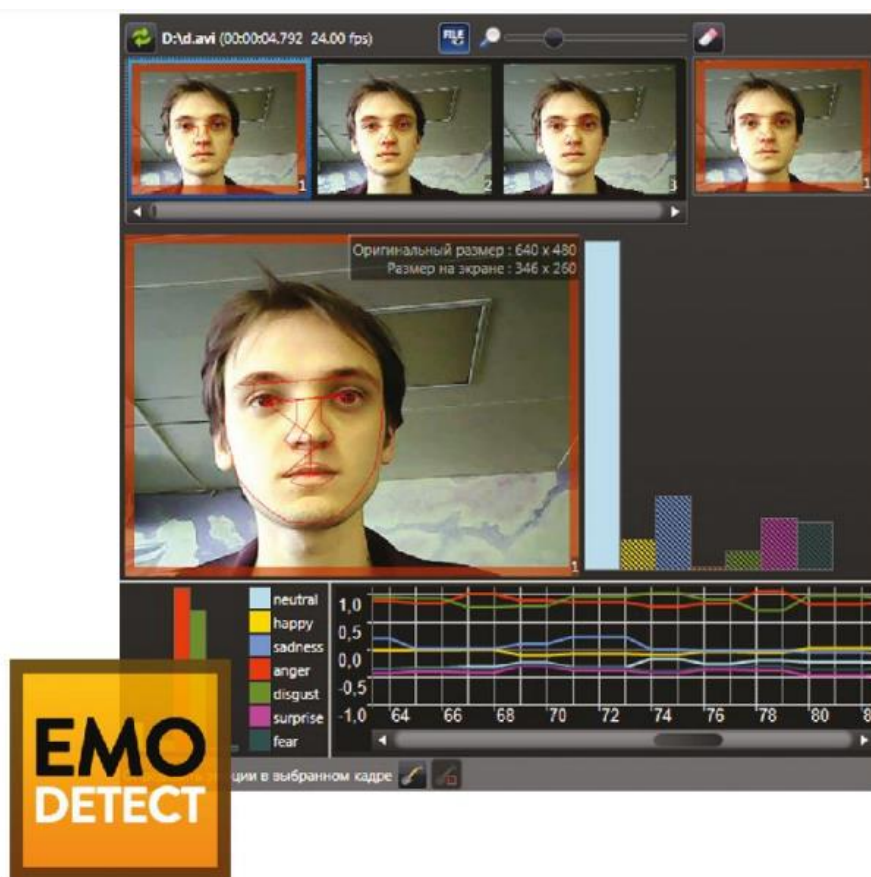 D:\d.avi (00:00:04.792 24.00 fps)
FILE
1
2
3
1
Оригинальный размер : 640 x 480
Размер на экране : 346 x 260
1
neutral
happy
sadness
anger
disgust
surprise
fear
1,0
0,5
0,0
-0,5
-1,0
64 66 68 70 72 74 76 78 80 8
в выбранном кадре
EMO
DETECT